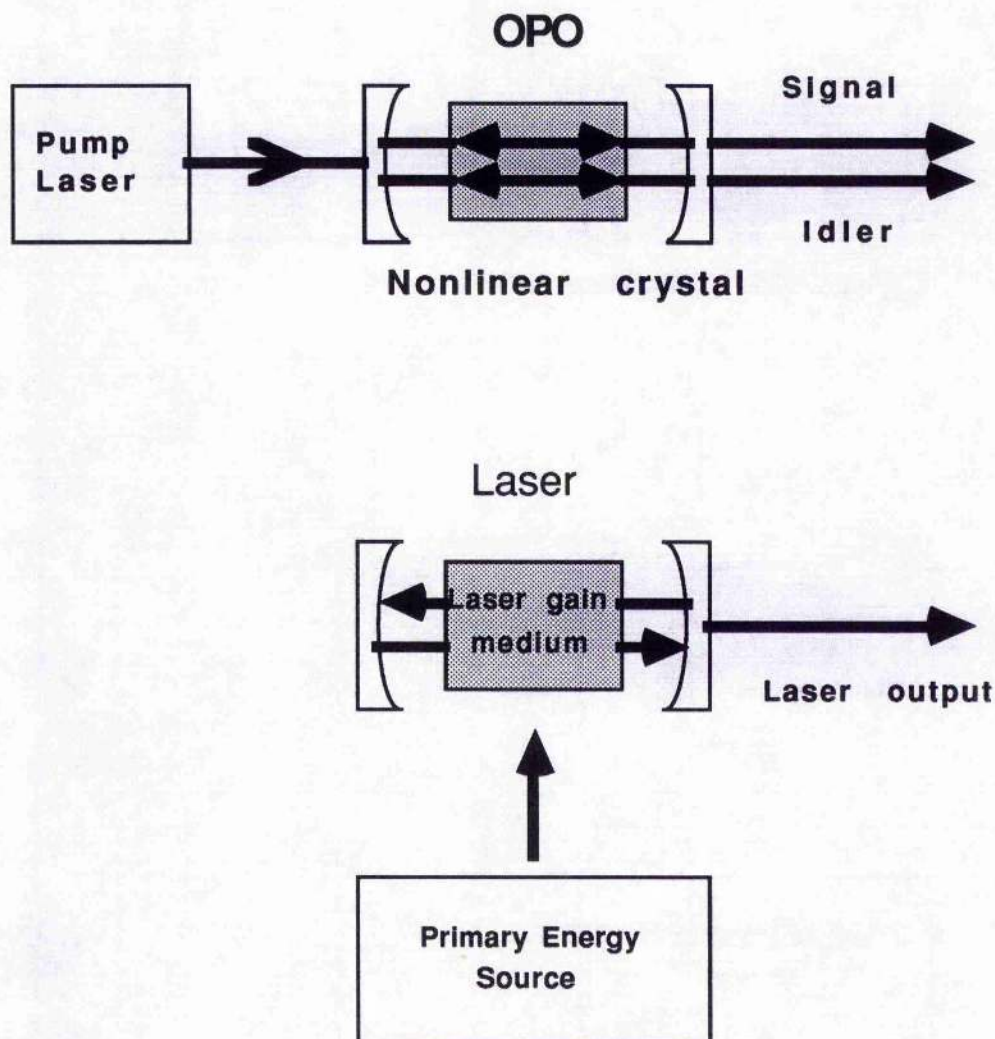 OPO
Pump
Laser
Signal
Idler
Nonlinear crystal
Laser
Laser gain
medium
Laser output
Primary Energy
Source